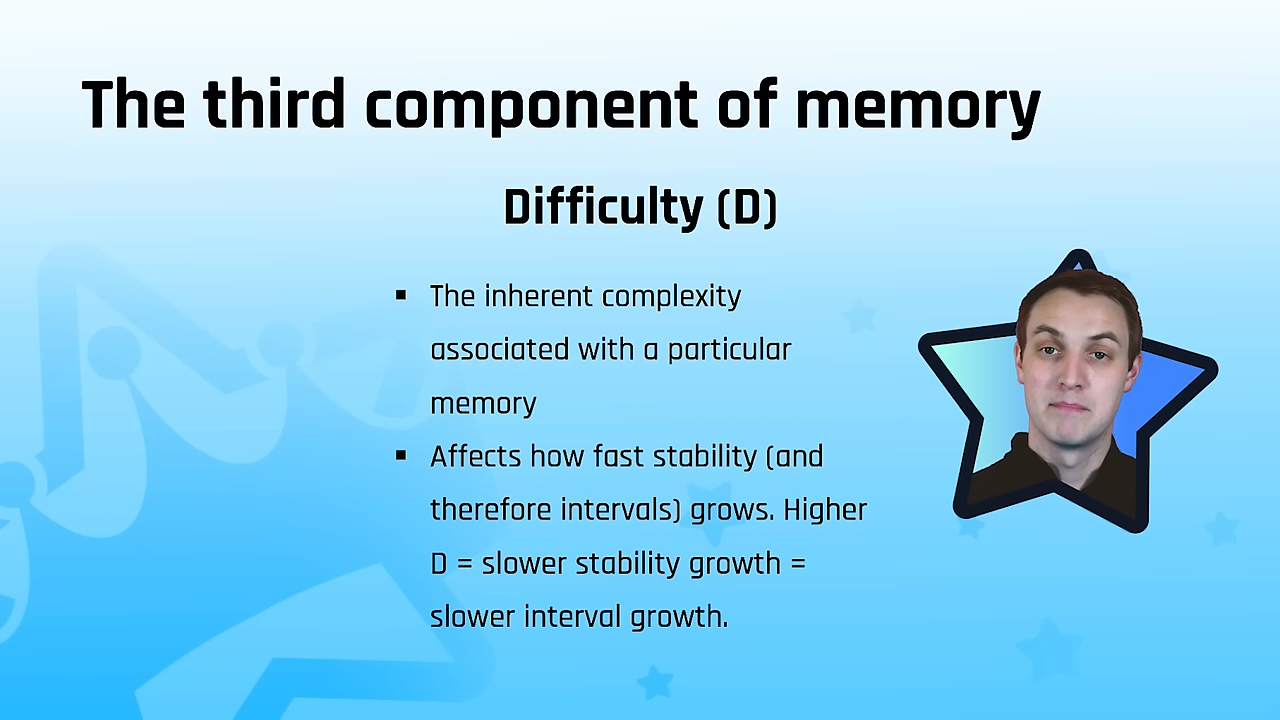 The third component of memory
Difficulty (D)
▪ The inherent complexity
associated with a particular
memory
▪ Affects how fast stability (and
therefore intervals) grows. Higher
D = slower stability growth =
slower interval growth.